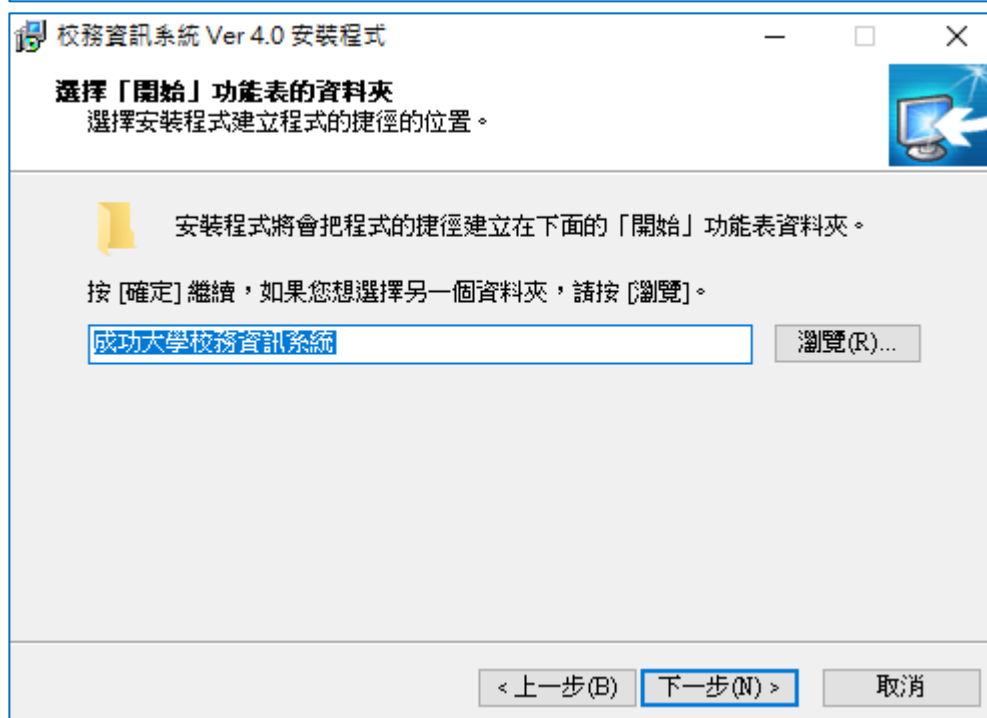 校務資訊系統 Ver 4.0 安裝程式
選擇「開始」功能表的資料夾
選擇安裝程式建立程式的捷徑的位置。
安裝程式將會把程式的捷徑建立在下面的「開始」功能表資料夾。
按 [確定] 繼續，如果您想選擇另一個資料夾，請按 [瀏覽]。
成功大學校務資訊系統
瀏覽(R)...
<上一步(B) 下一步(N) > 取消